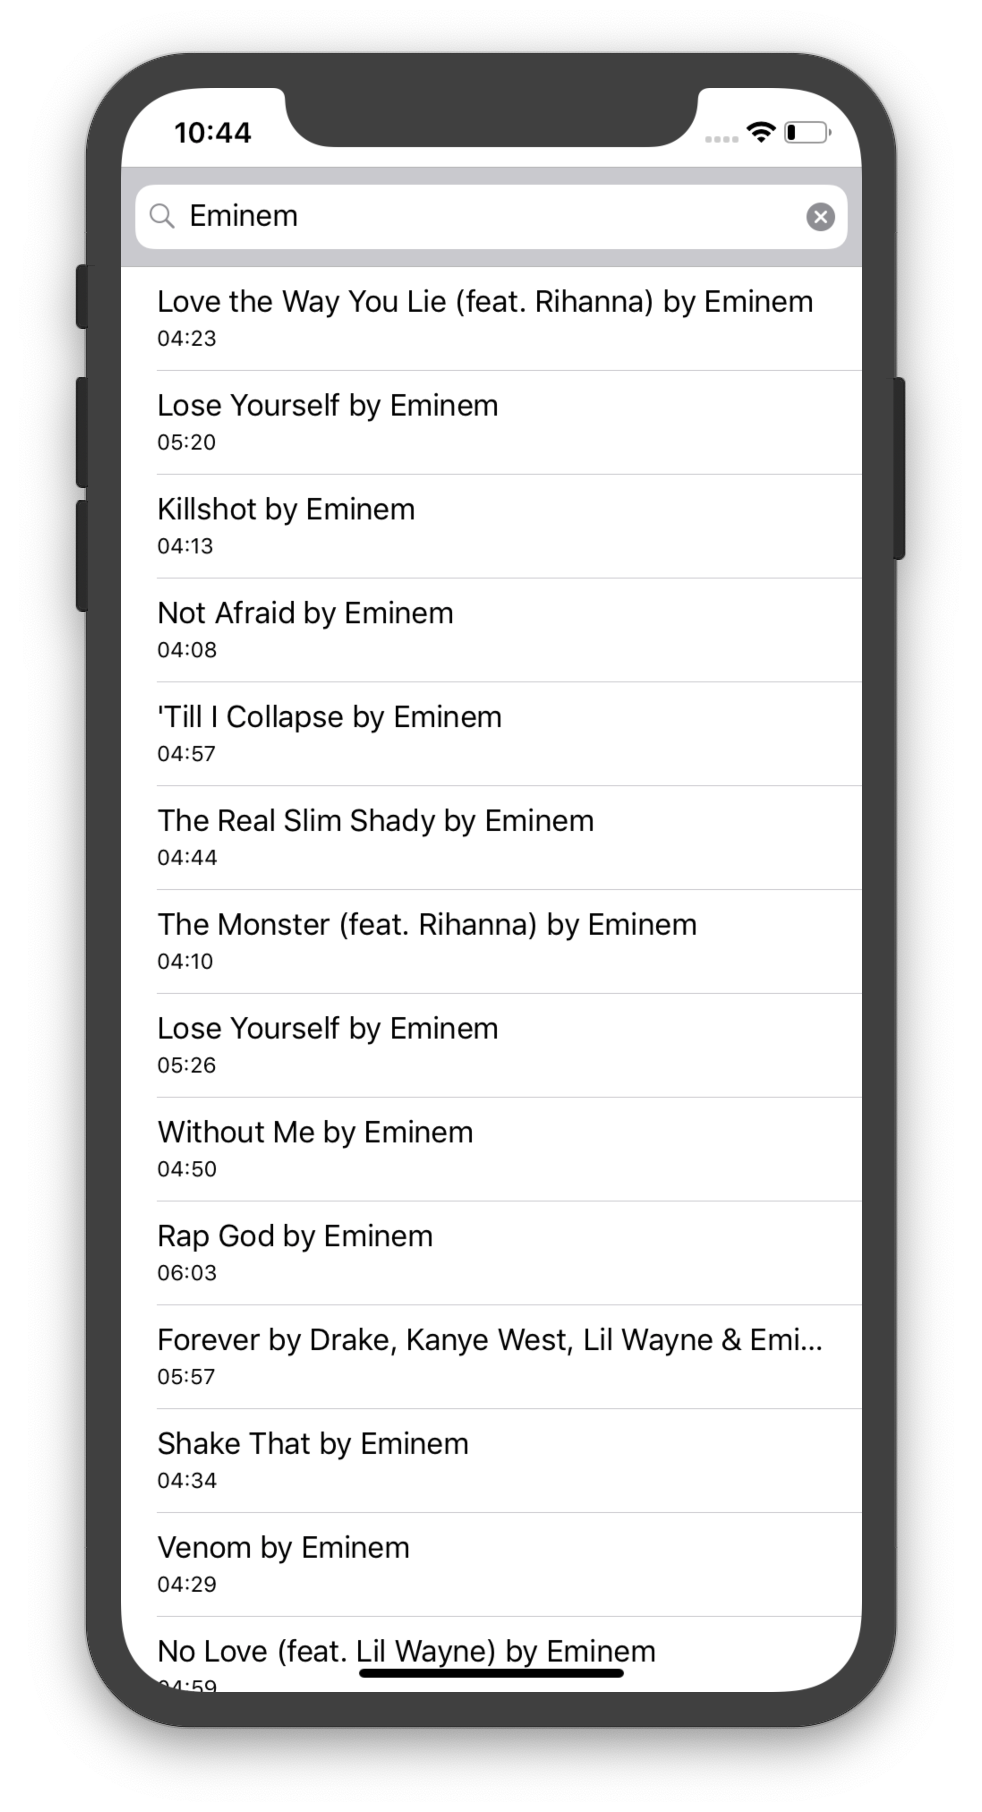 10:44
Eminem
Love the Way You Lie (feat. Rihanna) by Eminem
04:23
Lose Yourself by Eminem
05:20
Killshot by Eminem
04:13
Not Afraid by Eminem
04:08
'Till I Collapse by Eminem
04:57
The Real Slim Shady by Eminem
04:44
The Monster (feat. Rihanna) by Eminem
04:10
Lose Yourself by Eminem
05:26
Without Me by Eminem
04:50
Rap God by Eminem
06:03
Forever by Drake, Kanye West, Lil Wayne & Emi...
05:57
Shake That by Eminem
04:34
Venom by Eminem
04:29
No Love (feat. Lil Wayne) by Eminem
04:59